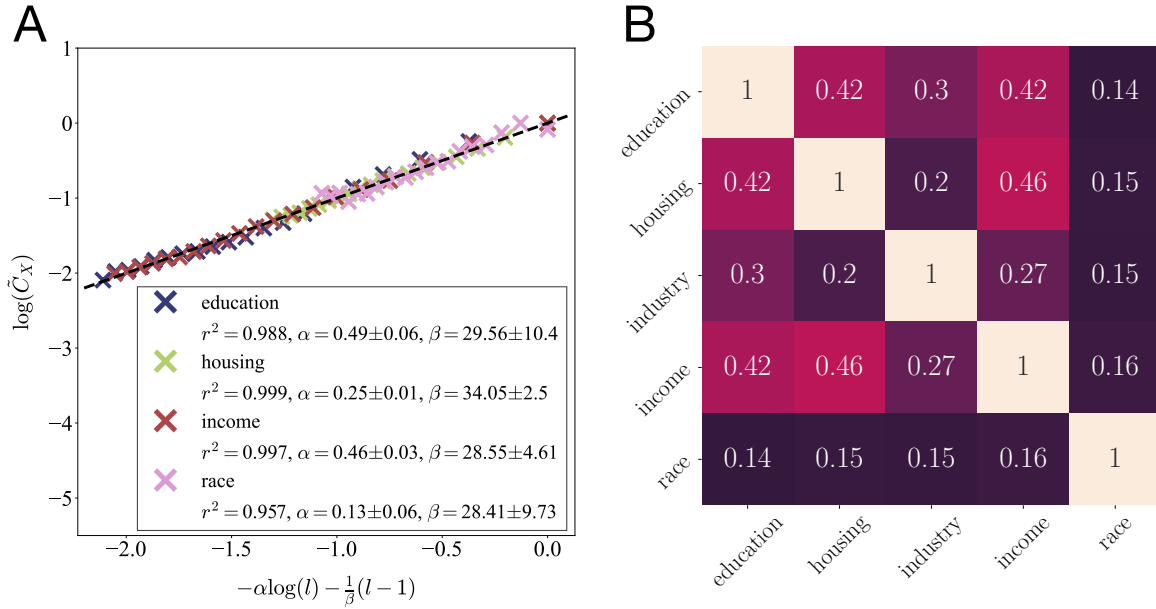 A
1
0
−1
−2
−3
−4
−5
log(C̃_X)
−2.0 −1.5 −1.0 −0.5 0.0
−αlog(l) − 1/β(l − 1)
education
r² = 0.988, α = 0.49±0.06, β = 29.56±10.4
housing
r² = 0.999, α = 0.25±0.01, β = 34.05±2.5
income
r² = 0.997, α = 0.46±0.03, β = 28.55±4.61
race
r² = 0.957, α = 0.13±0.06, β = 28.41±9.73
B
education 1 0.42 0.3 0.42 0.14
housing 0.42 1 0.2 0.46 0.15
industry 0.3 0.2 1 0.27 0.15
income 0.42 0.46 0.27 1 0.16
race 0.14 0.15 0.15 0.16 1
education housing industry income race